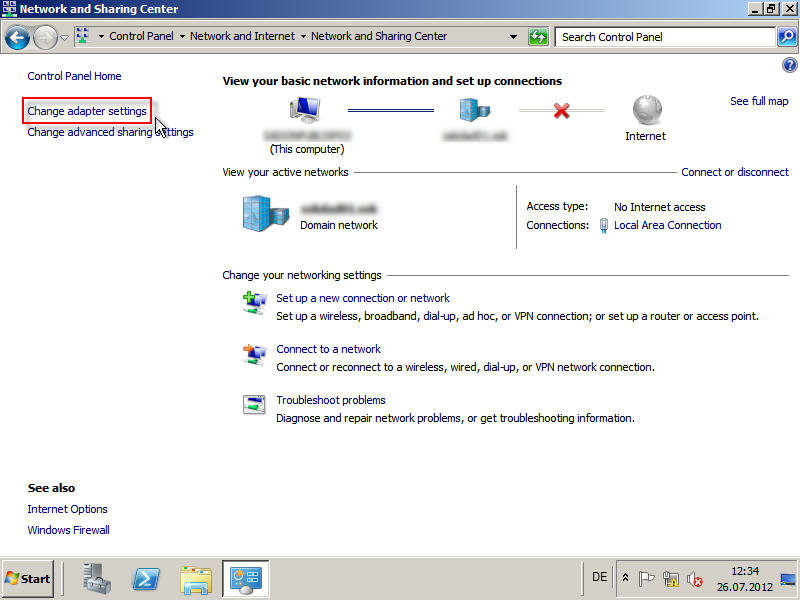 Network and Sharing Center
Control Panel Network and Internet Network and Sharing Center
Search Control Panel
Control Panel Home
Change adapter settings
Change advanced sharing settings
View your basic network information and set up connections
See full map
(This computer)
Internet
View your active networks
Connect or disconnect
Domain network
Access type: No Internet access
Connections: Local Area Connection
Change your networking settings
Set up a new connection or network
Set up a wireless, broadband, dial-up, ad hoc, or VPN connection; or set up a router or access point.
Connect to a network
Connect or reconnect to a wireless, wired, dial-up, or VPN network connection.
Troubleshoot problems
Diagnose and repair network problems, or get troubleshooting information.
See also
Internet Options
Windows Firewall
Start
DE
12:34
26.07.2012